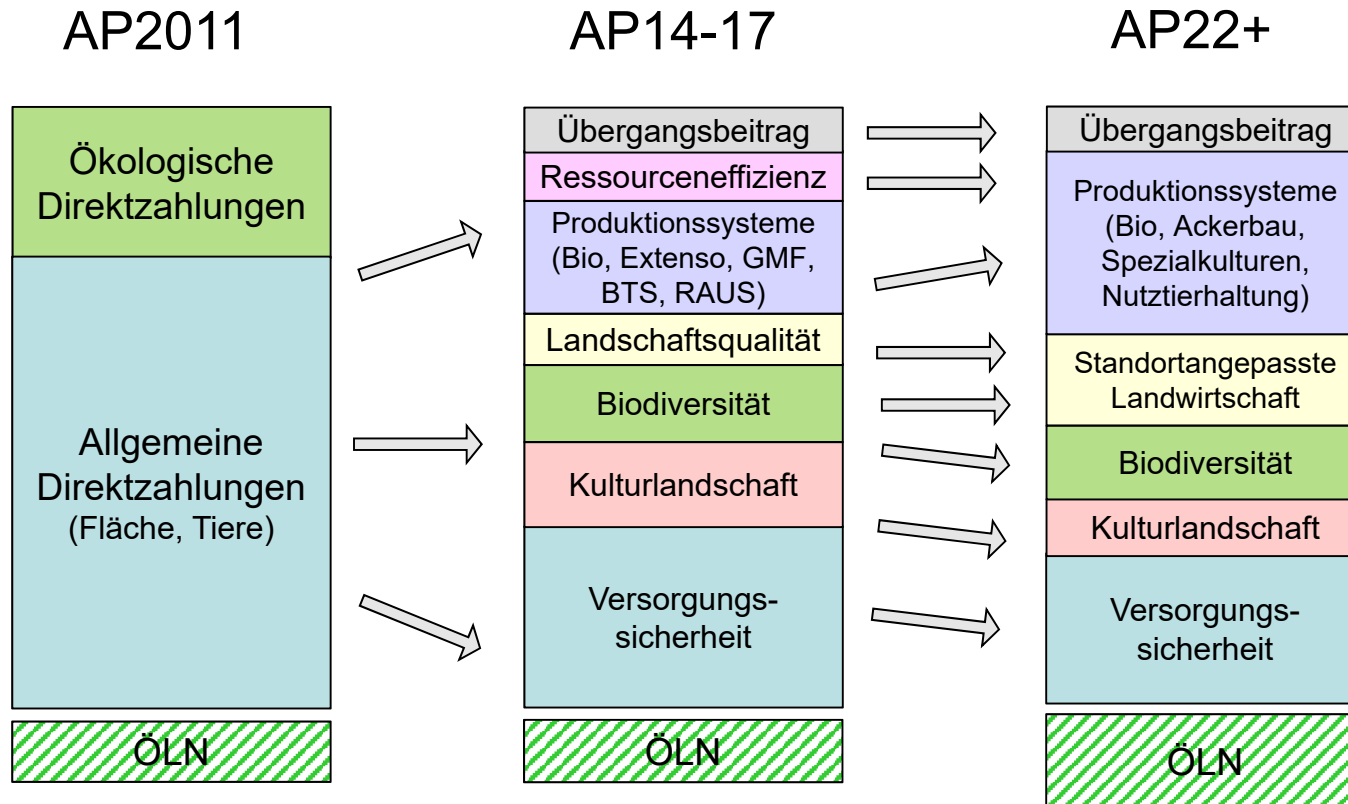 AP2011
AP14-17
AP22+
Ökologische
Direktzahlungen
Allgemeine
Direktzahlungen
(Fläche, Tiere)
ÖLN
Übergangsbeitrag
Ressourceneffizienz
Produktionssysteme
(Bio, Extenso, GMF,
BTS, RAUS)
Landschaftsqualität
Biodiversität
Kulturlandschaft
Versorgungs-
sicherheit
ÖLN
Übergangsbeitrag
Produktionssysteme
(Bio, Ackerbau,
Spezialkulturen,
Nutztierhaltung)
Standortangepasste
Landwirtschaft
Biodiversität
Kulturlandschaft
Versorgungs-
sicherheit
ÖLN